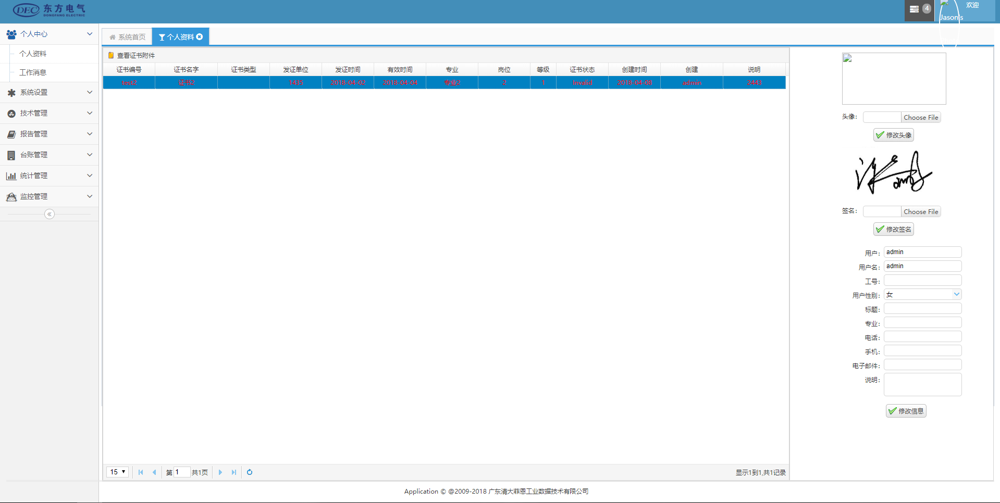 DEC 东方电气
DONGFANG ELECTRIC
4
欢迎
Jason's
个人中心
个人资料
工作消息
系统设置
技术管理
报告管理
台账管理
统计管理
监控管理
系统首页
个人资料
查看证书附件
证书编号 证书名字 证书类型 发证单位 发证时间 有效时间 专业 岗位 等级 证书状态 创建时间 创建 说明
test2 证书2 1435 2018-04-02 2018-04-04 专业2 2 1 Invalid 2018-04-08 admin 2443
头像: Choose File
修改头像
签名: Choose File
修改签名
用户: admin
用户名: admin
工号:
用户性别: 女
标题:
专业:
电话:
手机:
电子邮件:
说明:
修改信息
15 第 1 共1页
显示1到1,共1记录
Application © @2009-2018 广东清大菲恩工业数据技术有限公司